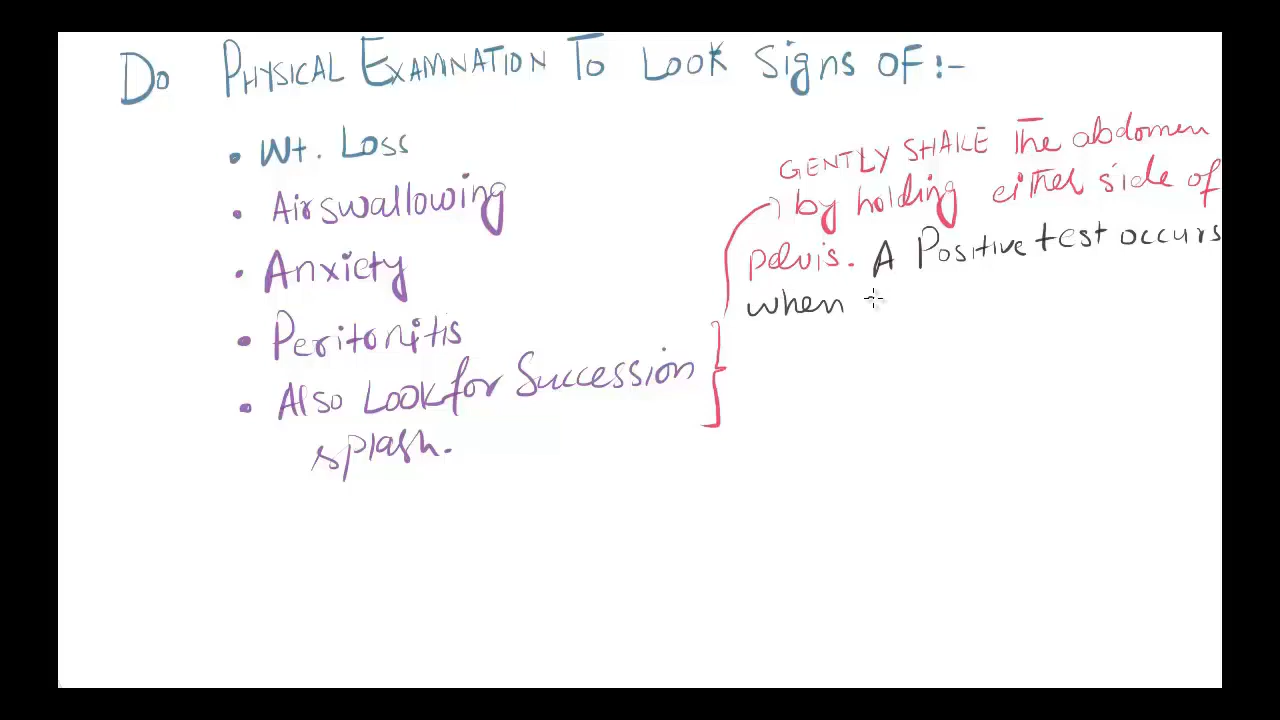 DO PHYSICAL EXAMNATION TO LOOK SIGNS OF :-
• Wt. Loss
• Airswallowing
• Anxiety
• Peritonitis
• Also Look for Succession
splash.
GENTLY SHAKE The abdomen
by holding either side of
pelvis. A Positive test occurs
when